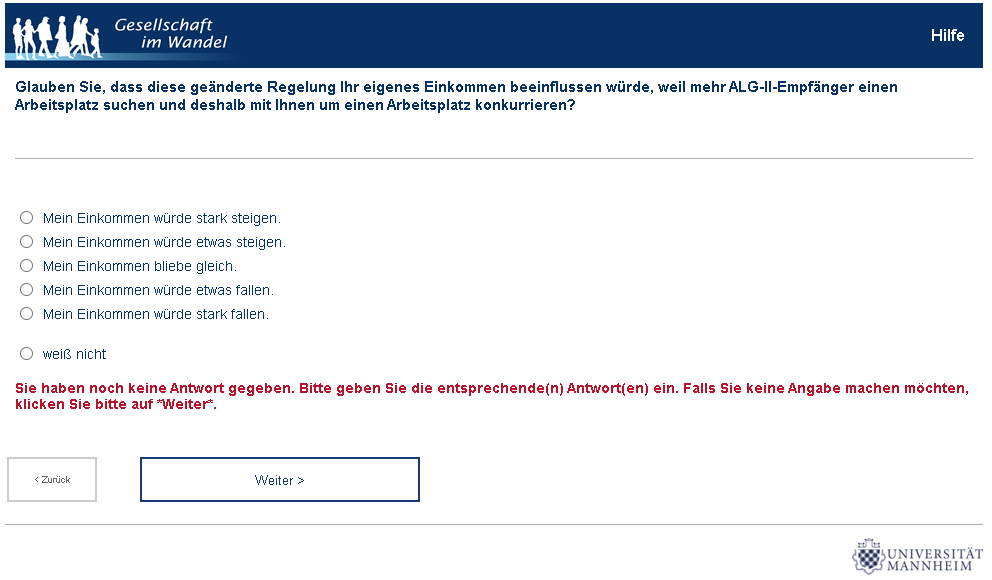 Gesellschaft
im Wandel
Hilfe
Glauben Sie, dass diese geänderte Regelung Ihr eigenes Einkommen beeinflussen würde, weil mehr ALG-II-Empfänger einen
Arbeitsplatz suchen und deshalb mit Ihnen um einen Arbeitsplatz konkurrieren?
Mein Einkommen würde stark steigen.
Mein Einkommen würde etwas steigen.
Mein Einkommen bliebe gleich.
Mein Einkommen würde etwas fallen.
Mein Einkommen würde stark fallen.
weiß nicht
Sie haben noch keine Antwort gegeben. Bitte geben Sie die entsprechende(n) Antwort(en) ein. Falls Sie keine Angabe machen möchten,
klicken Sie bitte auf *Weiter*.
< Zurück
Weiter >
UNIVERSITÄT
MANNHEIM